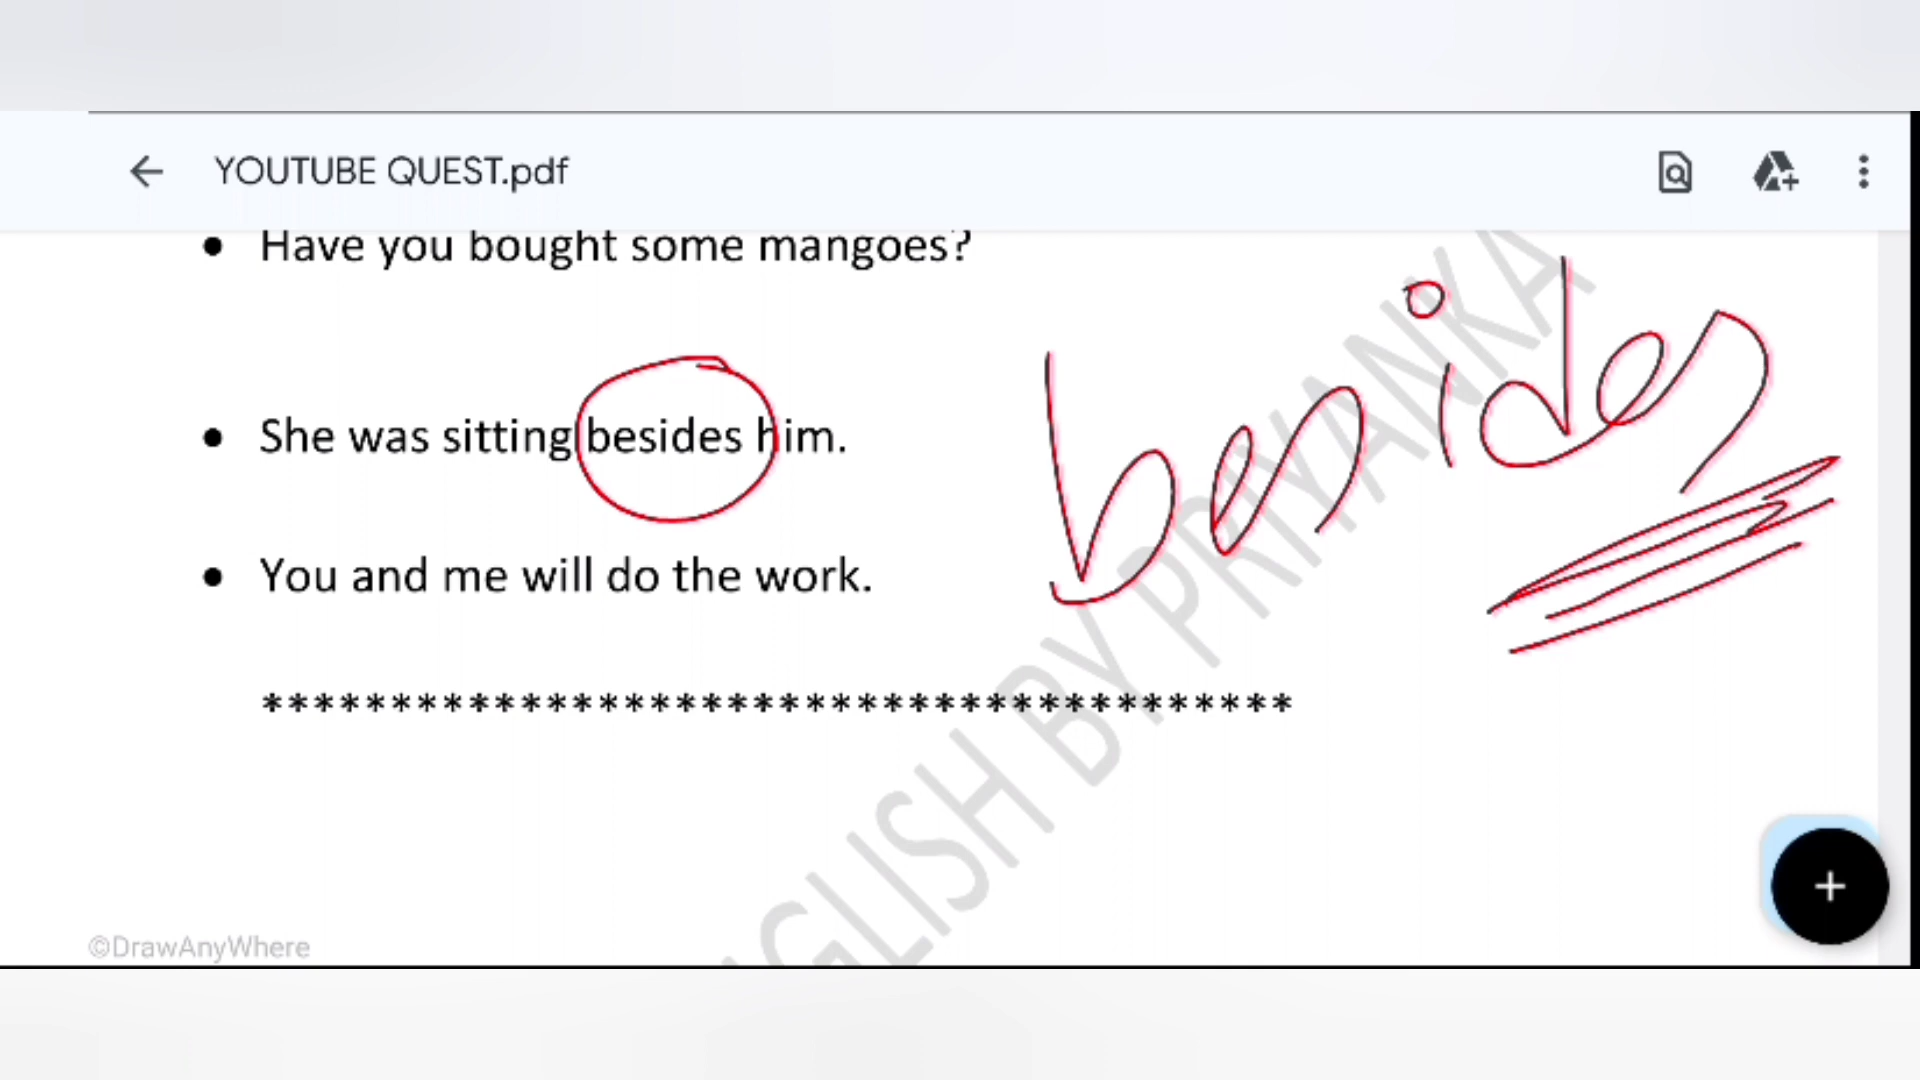 YOUTUBE QUEST.pdf
• Have you bought some mangoes?
• She was sitting besides him.
besides
• You and me will do the work.
****************************************
GLISH BY PRIYANKA
©DrawAnyWhere